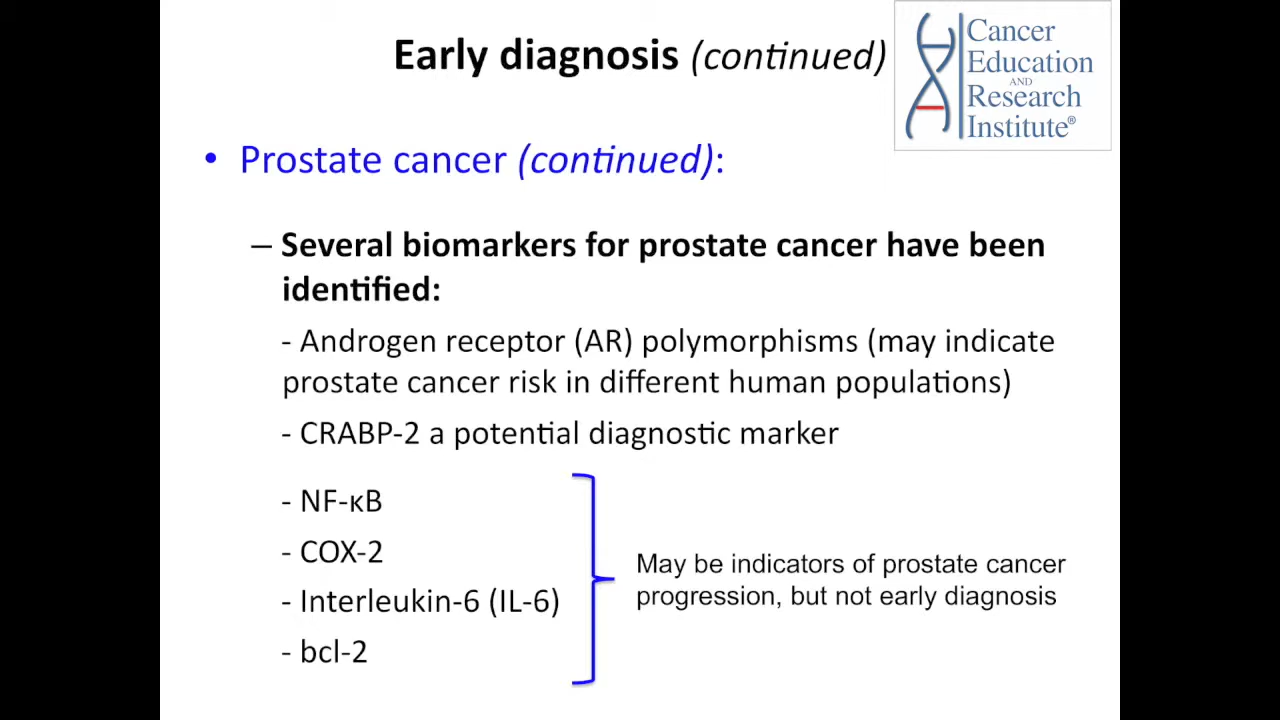 Early diagnosis (continued)
Cancer
Education
AND
Research
Institute®
• Prostate cancer (continued):
– Several biomarkers for prostate cancer have been
identified:
- Androgen receptor (AR) polymorphisms (may indicate
prostate cancer risk in different human populations)
- CRABP-2 a potential diagnostic marker
- NF-κB
- COX-2
- Interleukin-6 (IL-6)
- bcl-2
May be indicators of prostate cancer
progression, but not early diagnosis